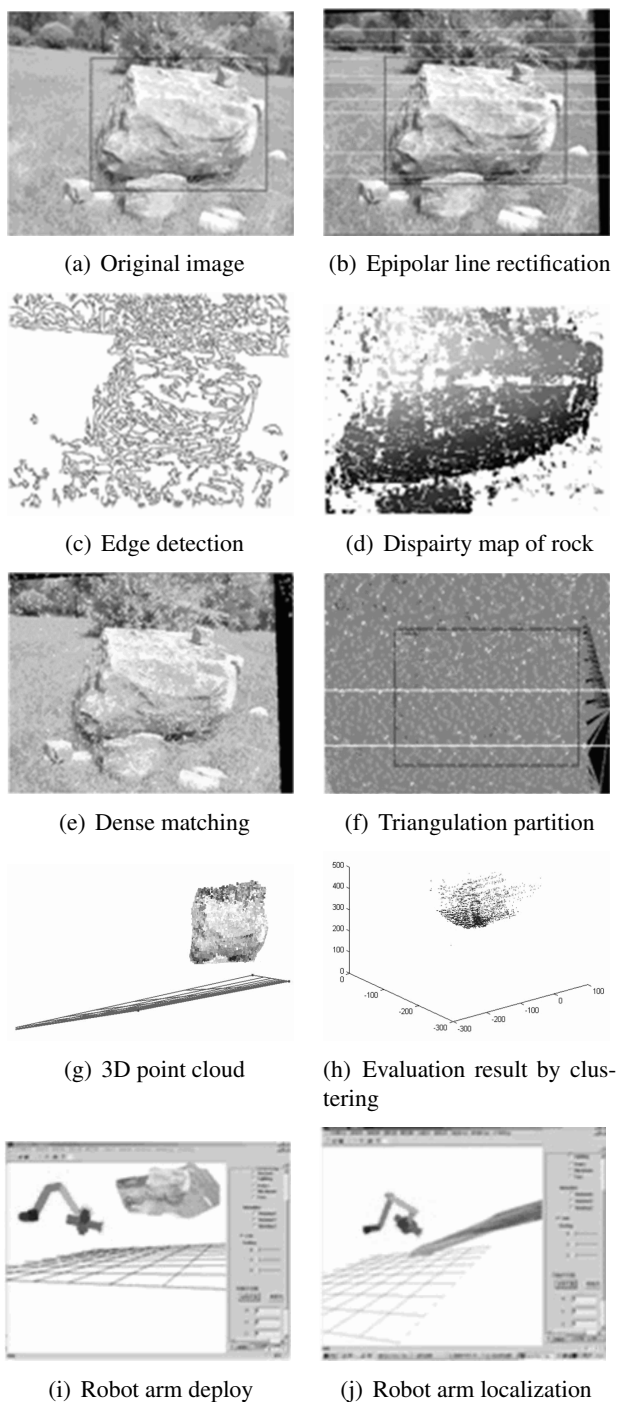 (a) Original image
(b) Epipolar line rectification
(c) Edge detection
(d) Dispairty map of rock
(e) Dense matching
(f) Triangulation partition
500
400
300
200
100
0
0
-100
-200
-300
-300
-200
-100
0
100
(g) 3D point cloud
(h) Evaluation result by clus-
tering
(i) Robot arm deploy
(j) Robot arm localization